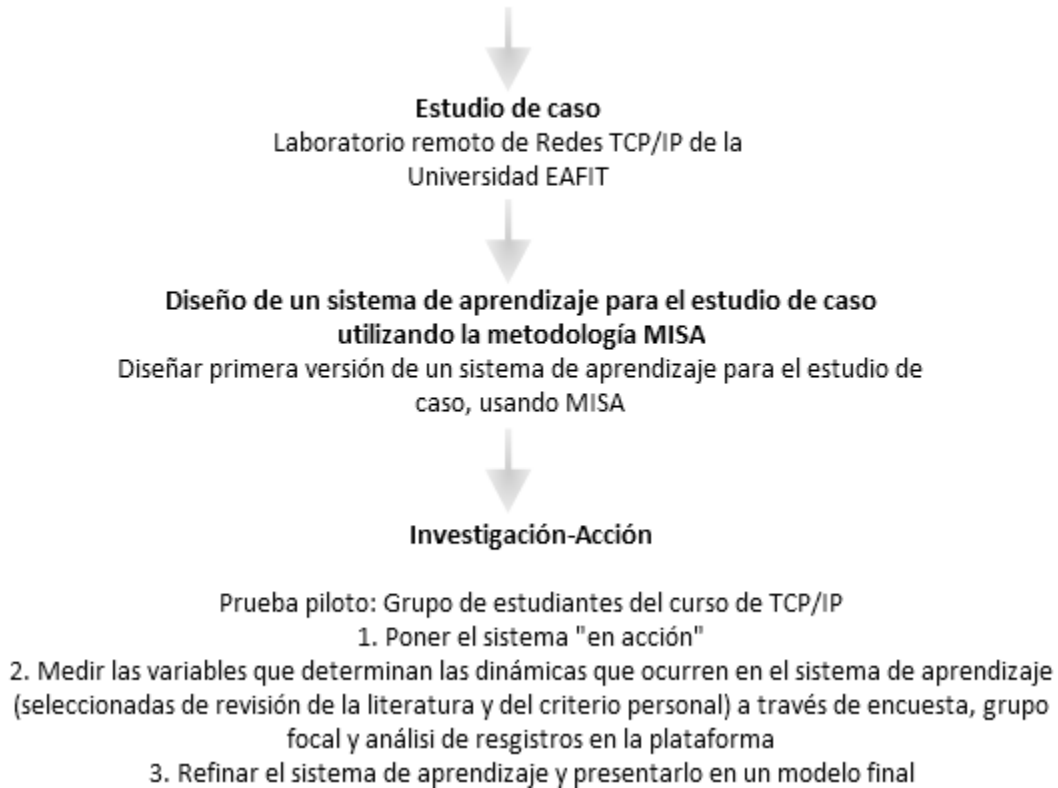 Estudio de caso
Laboratorio remoto de Redes TCP/IP de la
Universidad EAFIT
Diseño de un sistema de aprendizaje para el estudio de caso
utilizando la metodología MISA
Diseñar primera versión de un sistema de aprendizaje para el estudio de
caso, usando MISA
Investigación-Acción
Prueba piloto: Grupo de estudiantes del curso de TCP/IP
1. Poner el sistema "en acción"
2. Medir las variables que determinan las dinámicas que ocurren en el sistema de aprendizaje
(seleccionadas de revisión de la literatura y del criterio personal) a través de encuesta, grupo
focal y análisi de resgistros en la plataforma
3. Refinar el sistema de aprendizaje y presentarlo en un modelo final